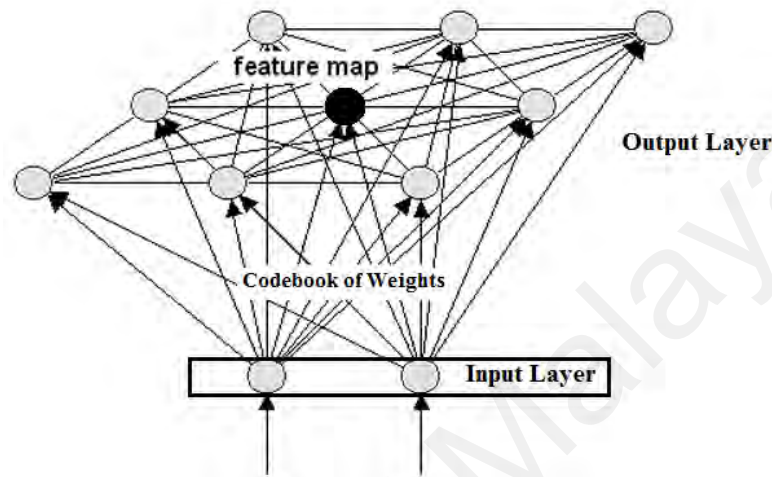 feature map
Output Layer
Codebook of Weights
Input Layer
Malaya